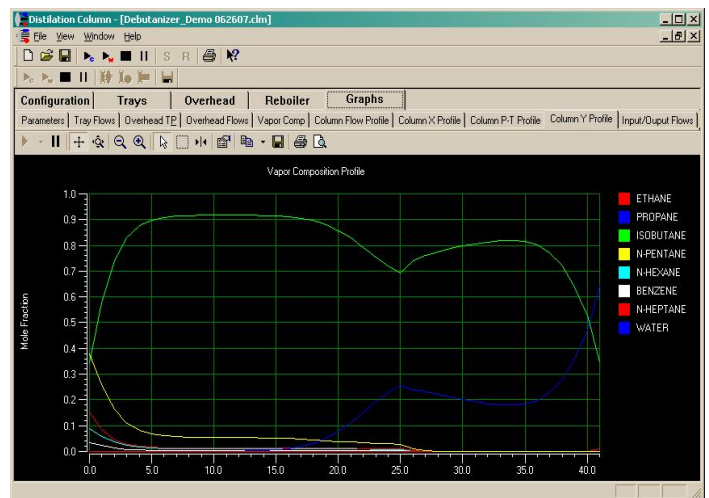 Distilation Column - [Debutanizer_Demo 062607.clm]
File View Window Help
S R
Configuration Trays Overhead Reboiler Graphs
Parameters Tray Flows Overhead TP Overhead Flows Vapor Comp Column Flow Profile Column X Profile Column P-T Profile Column Y Profile Input/Ouput Flows
Vapor Composition Profile
1.0
0.9
0.8
0.7
0.6
0.5
0.4
0.3
0.2
0.1
0.0
Mole Fraction
0.0 5.0 10.0 15.0 20.0 25.0 30.0 35.0 40.0
ETHANE
PROPANE
ISOBUTANE
N-PENTANE
N-HEXANE
BENZENE
N-HEPTANE
WATER